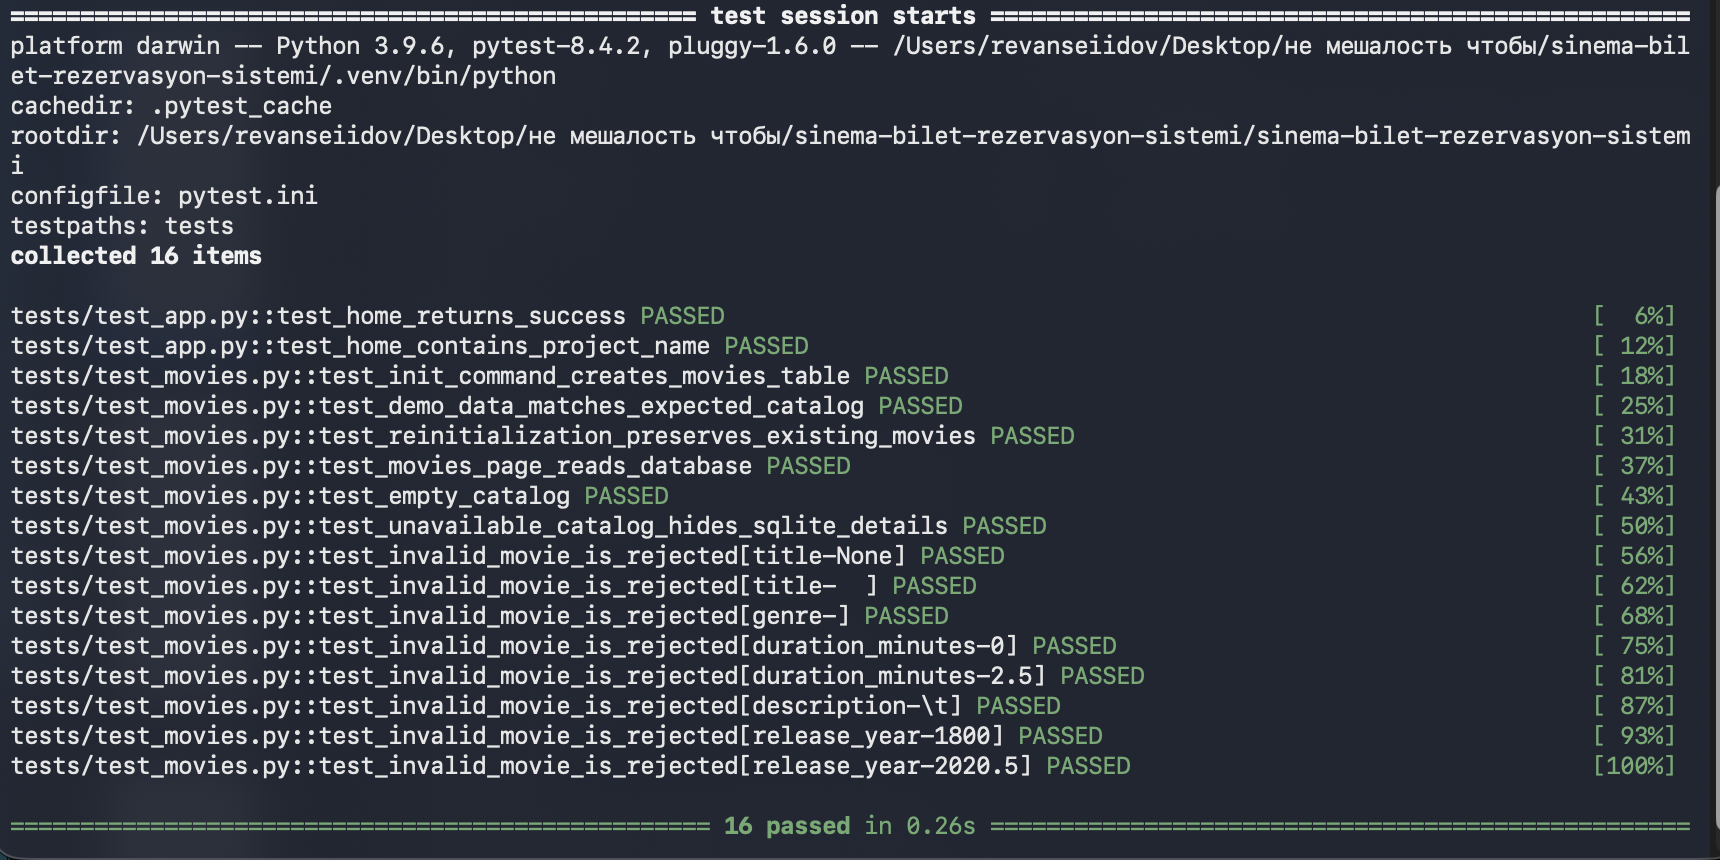 ================================================= test session starts ==================================================
platform darwin -- Python 3.9.6, pytest-8.4.2, pluggy-1.6.0 -- /Users/revanseiidov/Desktop/не мешалость чтобы/sinema-bil
et-rezervasyon-sistemi/.venv/bin/python
cachedir: .pytest_cache
rootdir: /Users/revanseiidov/Desktop/не мешалость чтобы/sinema-bilet-rezervasyon-sistemi/sinema-bilet-rezervasyon-sistem
i
configfile: pytest.ini
testpaths: tests
collected 16 items
tests/test_app.py::test_home_returns_success PASSED [  6%]
tests/test_app.py::test_home_contains_project_name PASSED [ 12%]
tests/test_movies.py::test_init_command_creates_movies_table PASSED [ 18%]
tests/test_movies.py::test_demo_data_matches_expected_catalog PASSED [ 25%]
tests/test_movies.py::test_reinitialization_preserves_existing_movies PASSED [ 31%]
tests/test_movies.py::test_movies_page_reads_database PASSED [ 37%]
tests/test_movies.py::test_empty_catalog PASSED [ 43%]
tests/test_movies.py::test_unavailable_catalog_hides_sqlite_details PASSED [ 50%]
tests/test_movies.py::test_invalid_movie_is_rejected[title-None] PASSED [ 56%]
tests/test_movies.py::test_invalid_movie_is_rejected[title-  ] PASSED [ 62%]
tests/test_movies.py::test_invalid_movie_is_rejected[genre-] PASSED [ 68%]
tests/test_movies.py::test_invalid_movie_is_rejected[duration_minutes-0] PASSED [ 75%]
tests/test_movies.py::test_invalid_movie_is_rejected[duration_minutes-2.5] PASSED [ 81%]
tests/test_movies.py::test_invalid_movie_is_rejected[description-\t] PASSED [ 87%]
tests/test_movies.py::test_invalid_movie_is_rejected[release_year-1800] PASSED [ 93%]
tests/test_movies.py::test_invalid_movie_is_rejected[release_year-2020.5] PASSED [100%]
================================================== 16 passed in 0.26s ==================================================